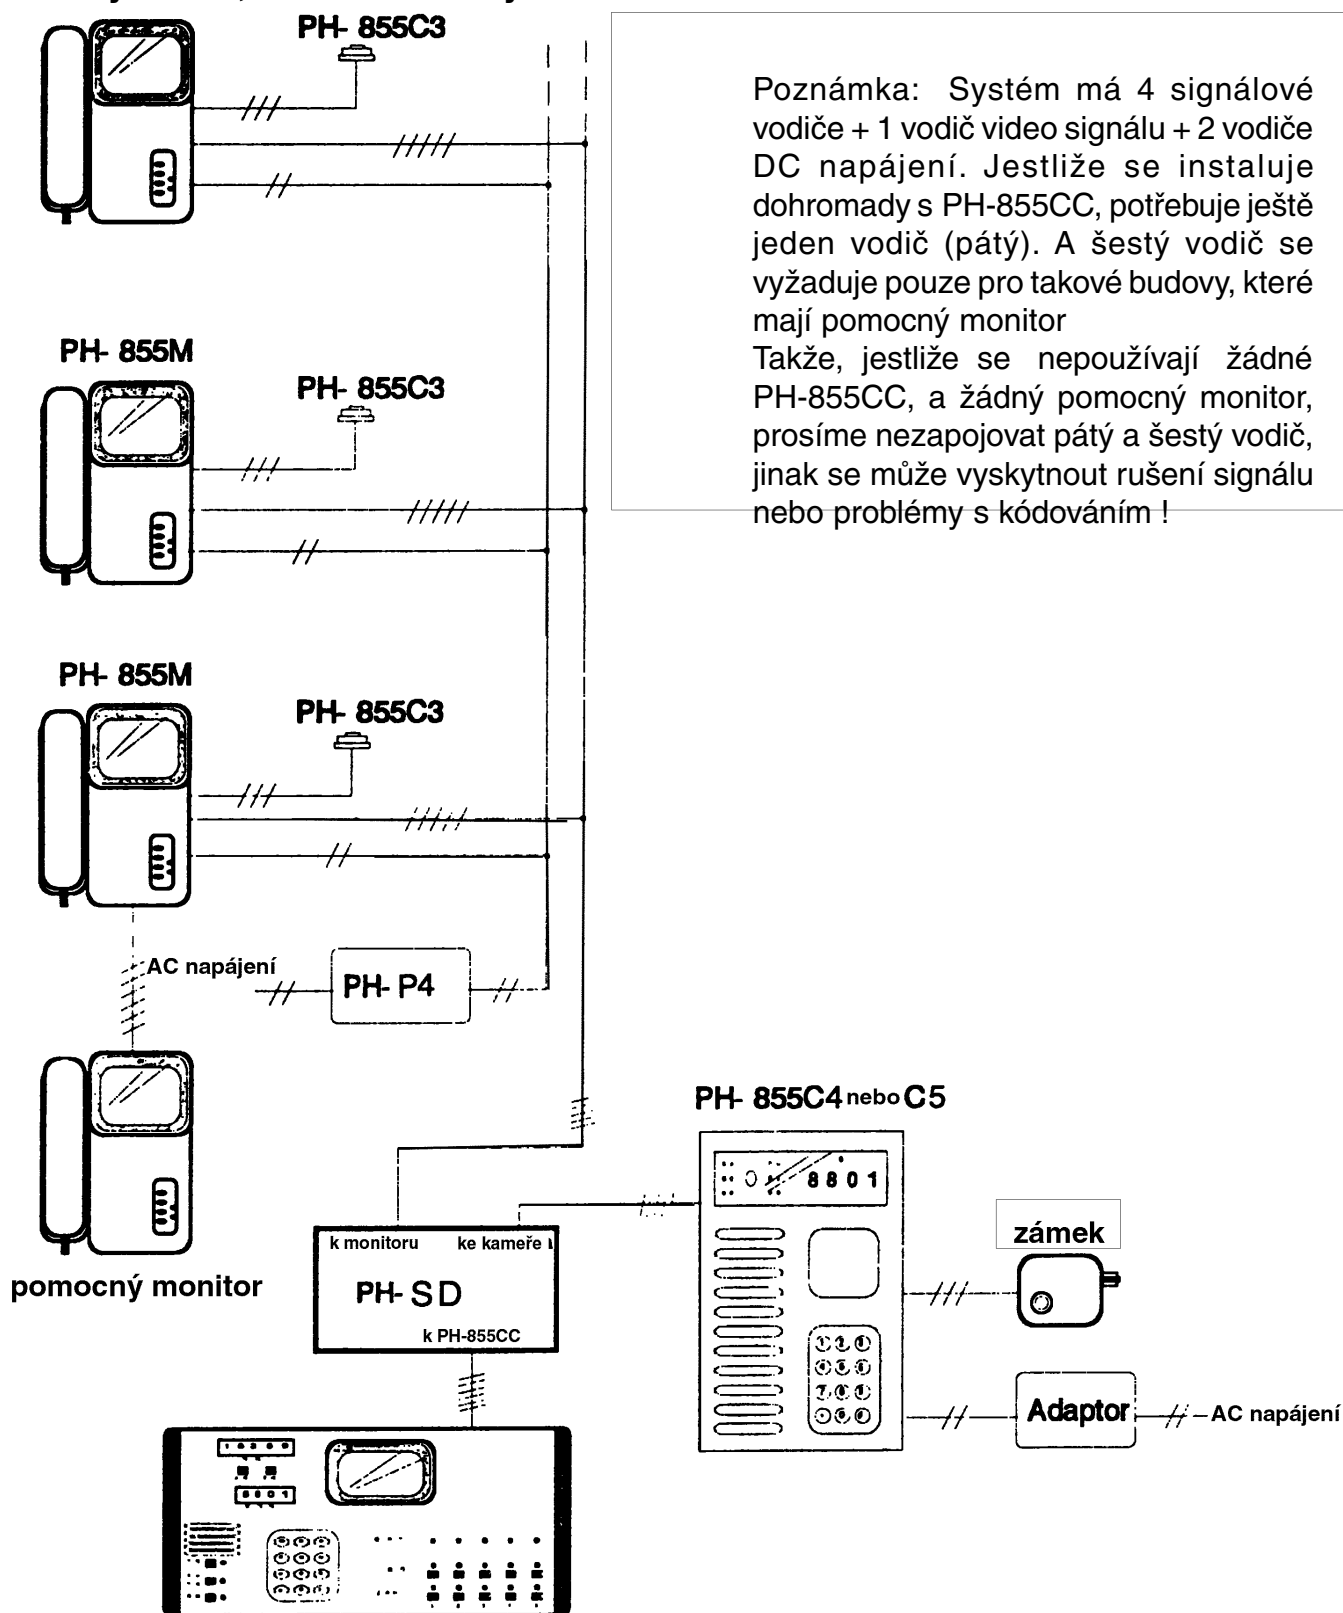 PH- 855C3
Poznámka: Systém má 4 signálové
vodiče + 1 vodič video signálu + 2 vodiče
DC napájení. Jestliže se instaluje
dohromady s PH-855CC, potřebuje ještě
jeden vodič (pátý). A šestý vodič se
vyžaduje pouze pro takové budovy, které
mají pomocný monitor
Takže, jestliže se nepoužívají žádné
PH-855CC, a žádný pomocný monitor,
prosíme nezapojovat pátý a šestý vodič,
jinak se může vyskytnout rušení signálu
nebo problémy s kódováním !
PH- 855M
PH- 855C3
PH- 855M
PH- 855C3
AC napájení
PH- P4
PH- 855C4 nebo C5
8801
zámek
k monitoru
ke kameře
PH- SD
k PH-855CC
pomocný monitor
Adaptor
AC napájení